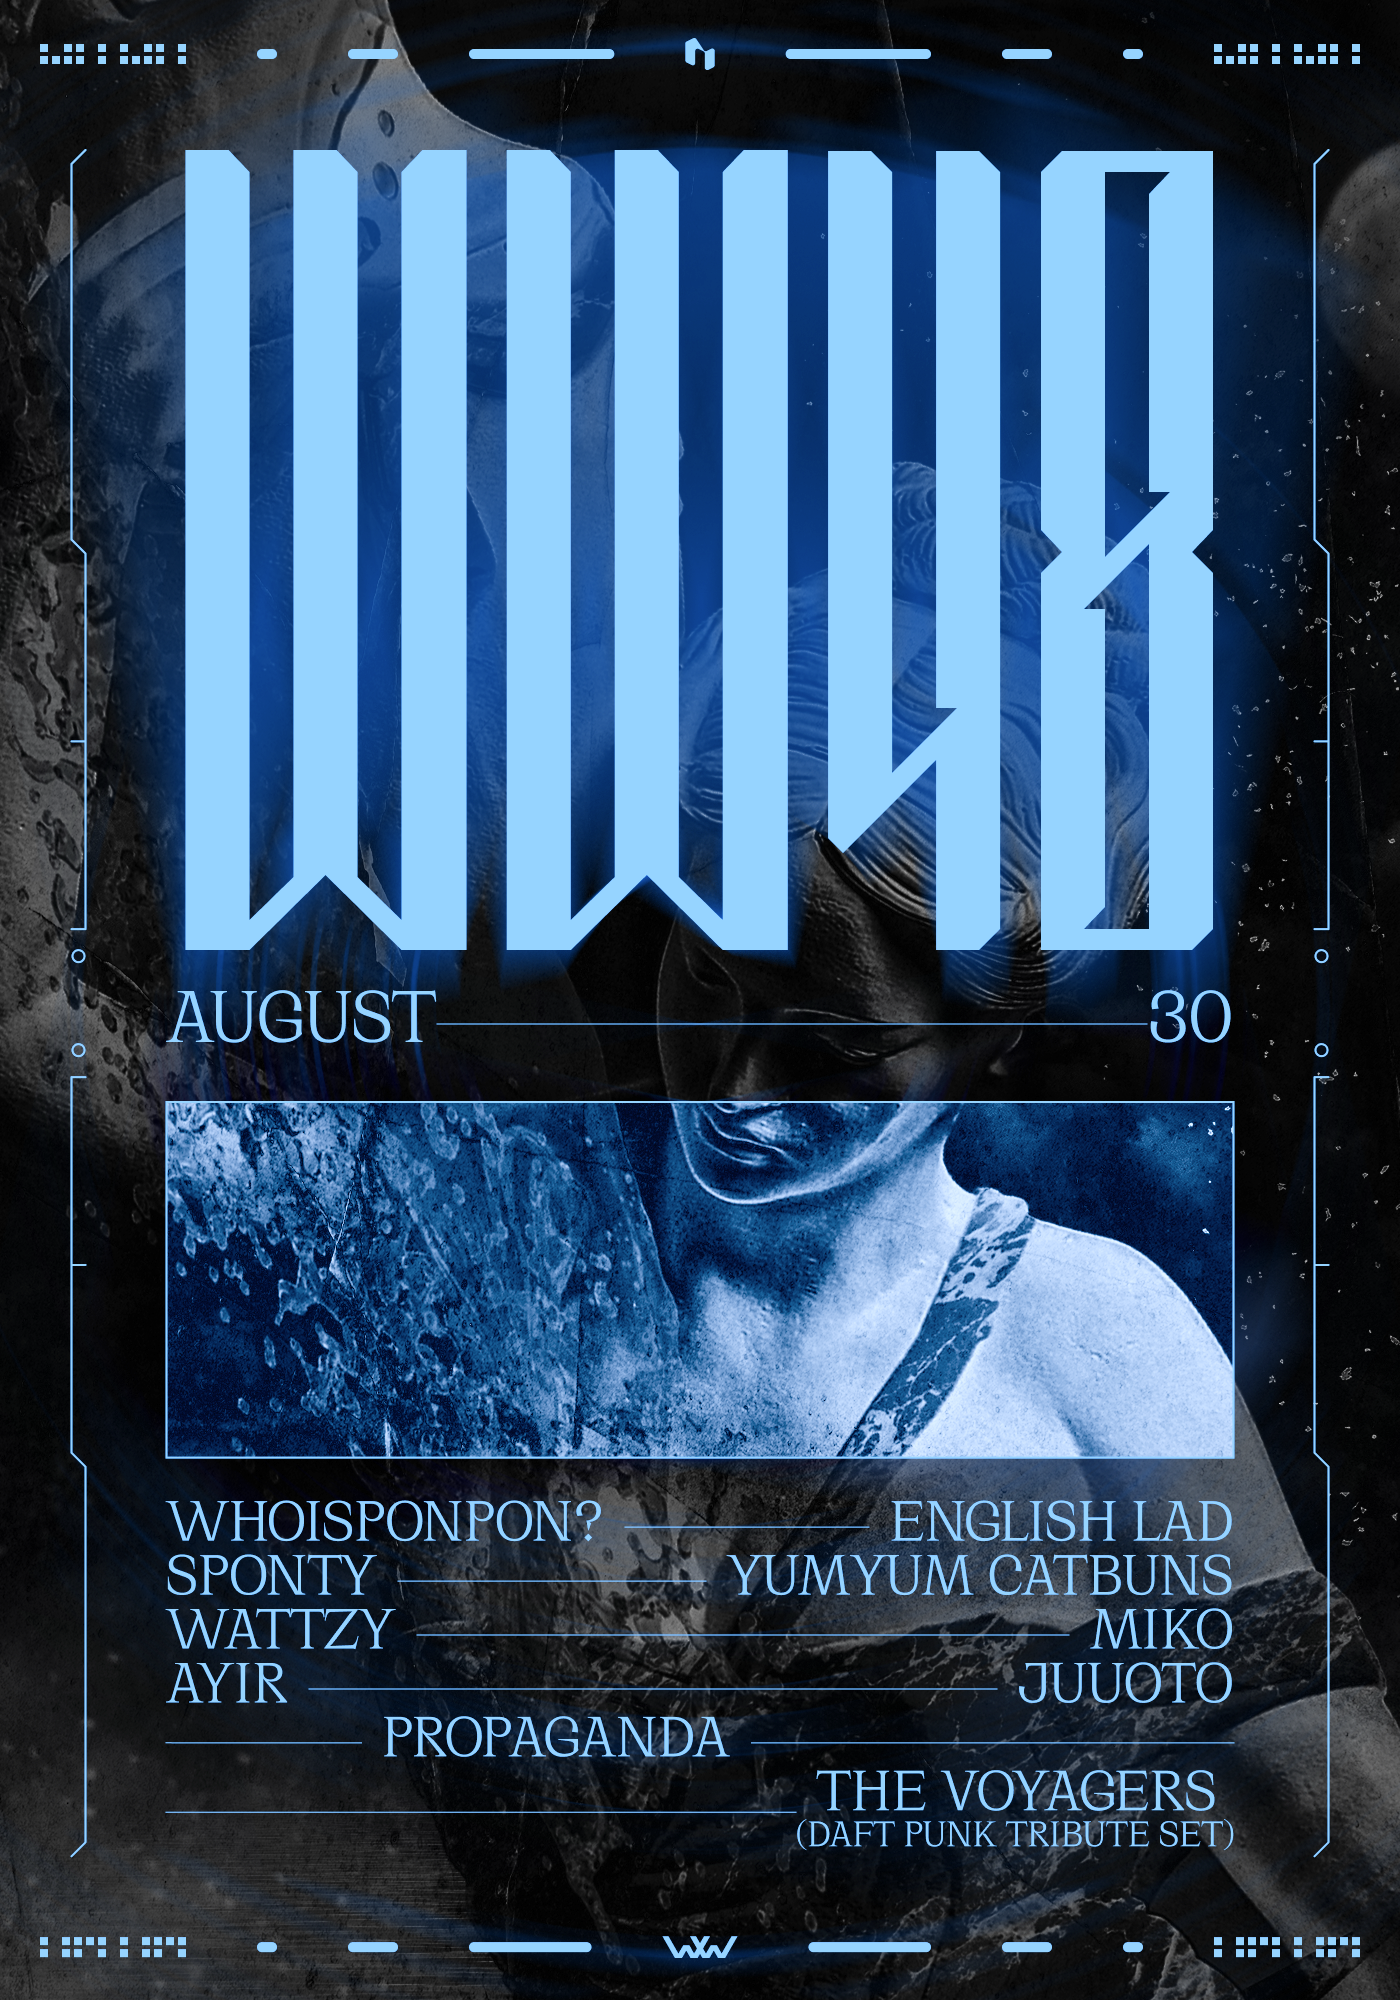 WW48
AUGUST 30
WHOISPONPON? ENGLISH LAD
SPONTY YUMYUM CATBUNS
WATTZY MIKO
AYIR JUUOTO
PROPAGANDA
THE VOYAGERS
(DAFT PUNK TRIBUTE SET)